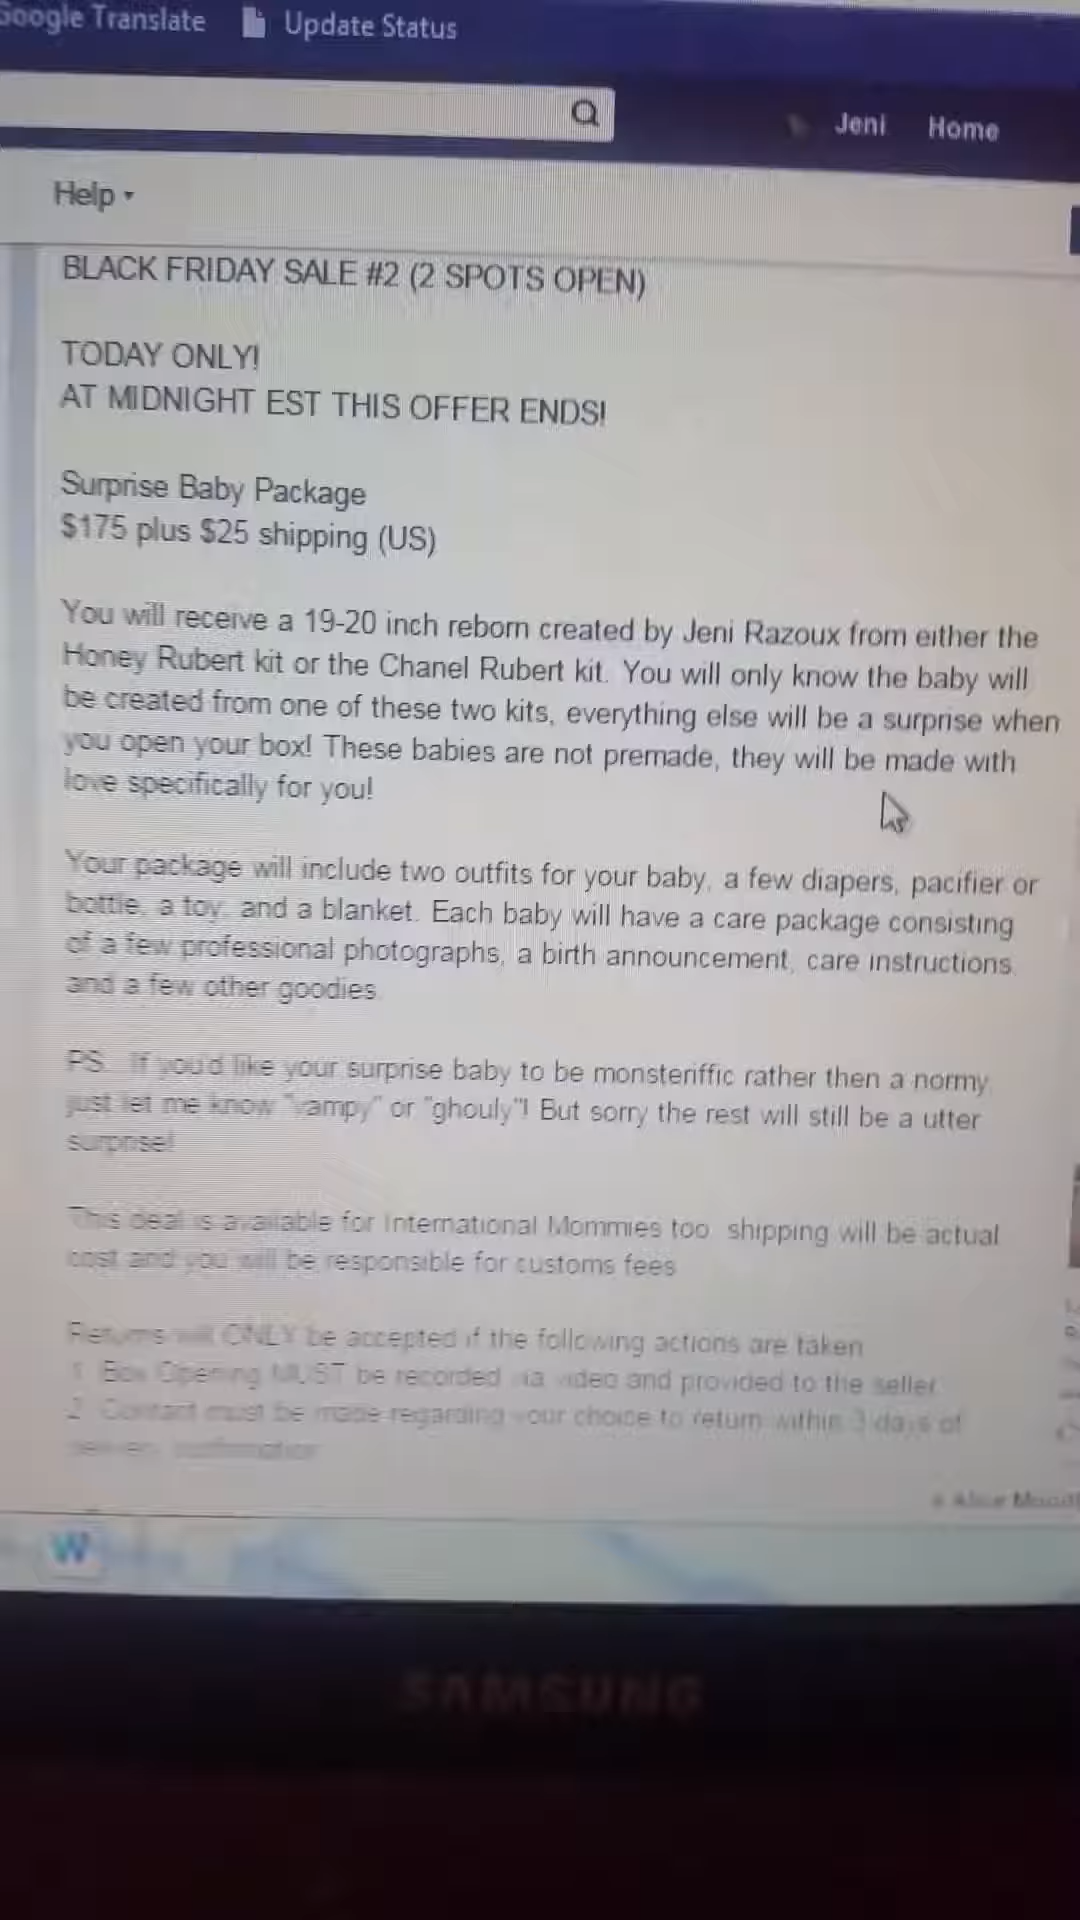 Google Translate Update Status
Jeni Home
Help
BLACK FRIDAY SALE #2 (2 SPOTS OPEN)
TODAY ONLY!
AT MIDNIGHT EST THIS OFFER ENDS!
Surprise Baby Package
$175 plus $25 shipping (US)
You will receive a 19-20 inch reborn created by Jeni Razoux from either the
Honey Rubert kit or the Chanel Rubert kit. You will only know the baby will
be created from one of these two kits, everything else will be a surprise when
you open your box! These babies are not premade, they will be made with
love specifically for you!
Your package will include two outfits for your baby, a few diapers, pacifier or
bottle, a toy, and a blanket. Each baby will have a care package consisting
of a few professional photographs, a birth announcement, care instructions
and a few other goodies.
PS. If you'd like your surprise baby to be monsteriffic rather then a normy,
just let me know "vampy" or "ghouly"! But sorry the rest will still be a utter
surprise!
This deal is available for International Mommies too, shipping will be actual
cost and you will be responsible for customs fees
Returns will ONLY be accepted if the following actions are taken
1. Box Opening MUST be recorded via video and provided to the seller
2. Contact must be made regarding your choice to return within 3 days of
delivery confirmation
W
SAMSUNG